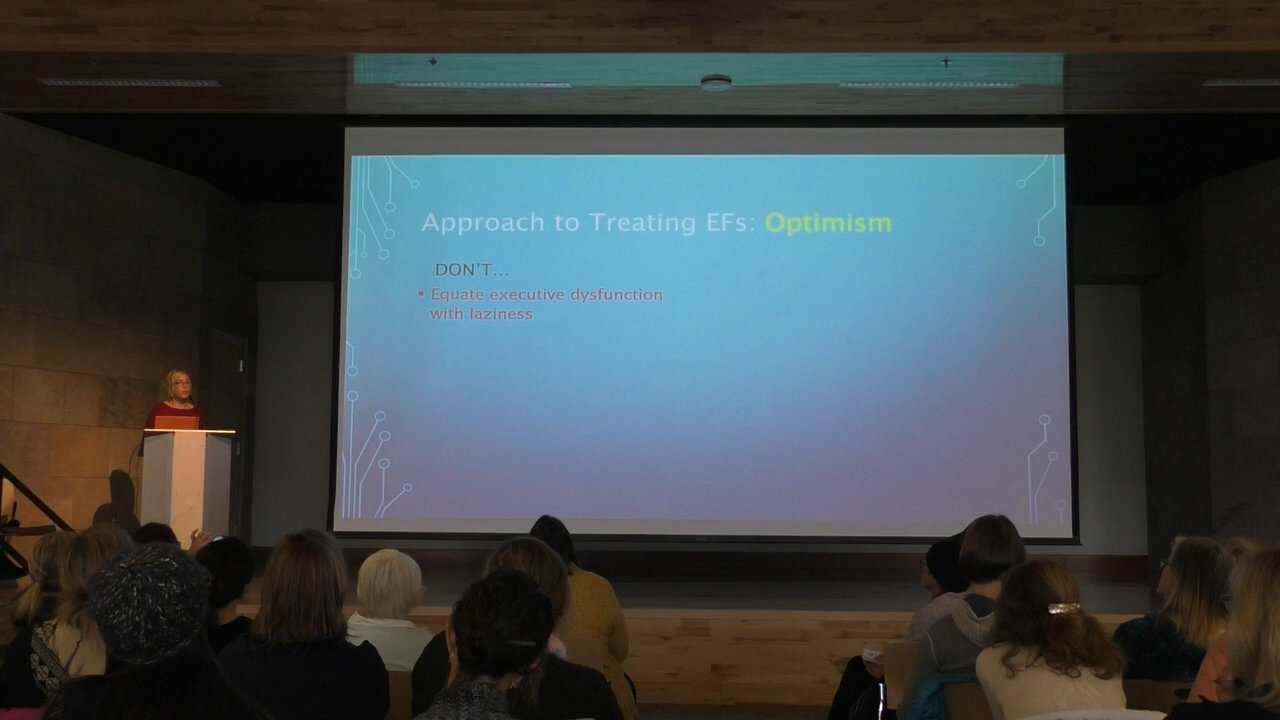 Approach to Treating EFs: Optimism
DON'T...
• Equate executive dysfunction
with laziness